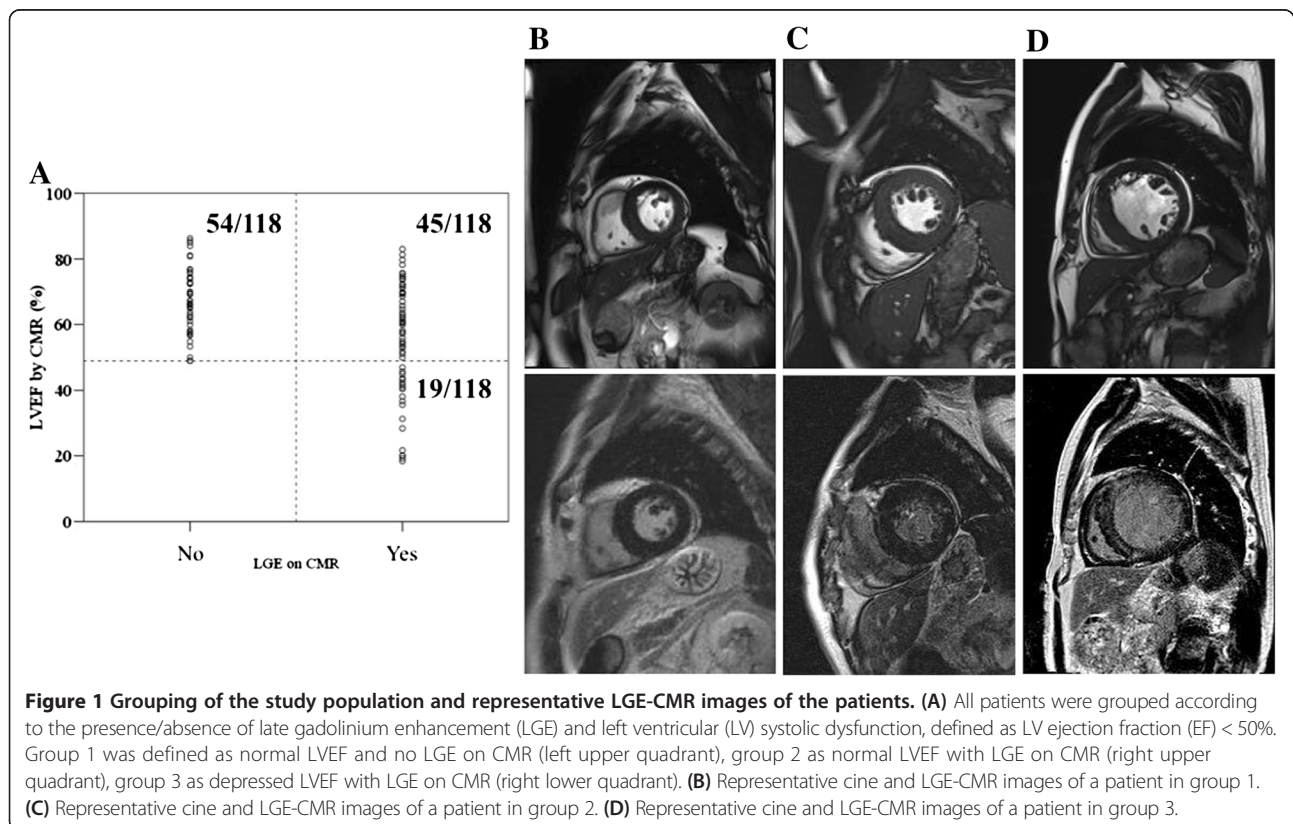 B
C
D
A
100
80
60
40
20
0
LVEF by CMR (%)
54/118
45/118
19/118
No
LGE on CMR
Yes
Figure 1 Grouping of the study population and representative LGE-CMR images of the patients. (A) All patients were grouped according
to the presence/absence of late gadolinium enhancement (LGE) and left ventricular (LV) systolic dysfunction, defined as LV ejection fraction (EF) < 50%.
Group 1 was defined as normal LVEF and no LGE on CMR (left upper quadrant), group 2 as normal LVEF with LGE on CMR (right upper
quadrant), group 3 as depressed LVEF with LGE on CMR (right lower quadrant). (B) Representative cine and LGE-CMR images of a patient in group 1.
(C) Representative cine and LGE-CMR images of a patient in group 2. (D) Representative cine and LGE-CMR images of a patient in group 3.